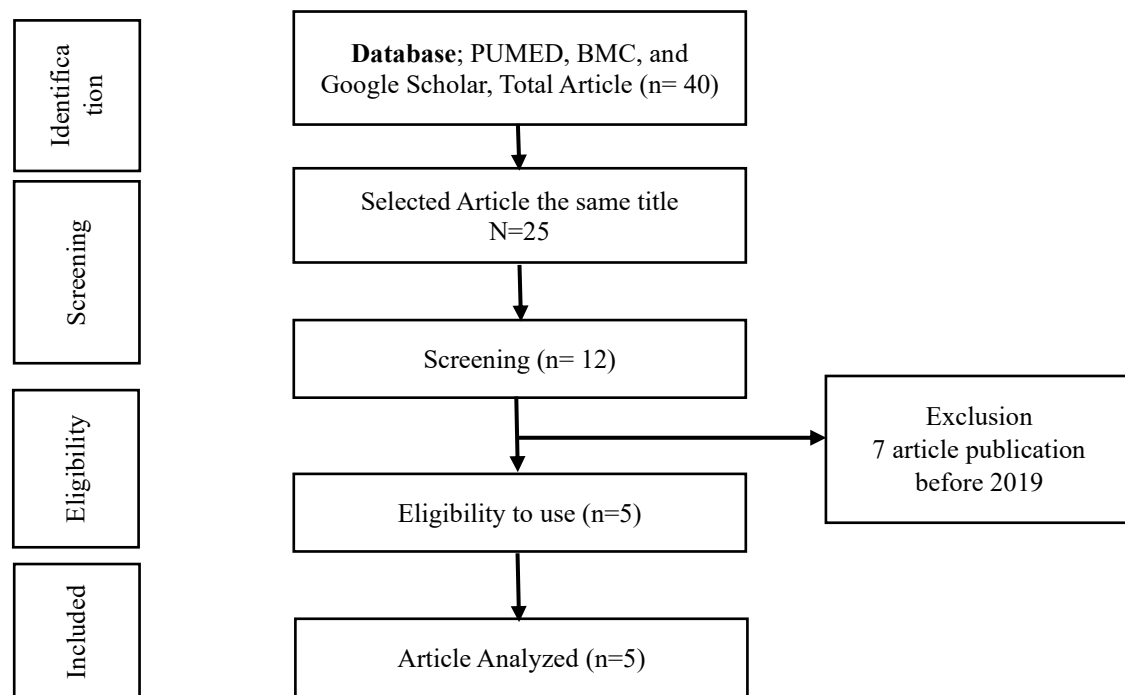 Identifica
tion
Database; PUMED, BMC, and
Google Scholar, Total Article (n= 40)
Selected Article the same title
N=25
Screening
Screening (n= 12)
Exclusion
7 article publication
before 2019
Eligibility
Eligibility to use (n=5)
Included
Article Analyzed (n=5)